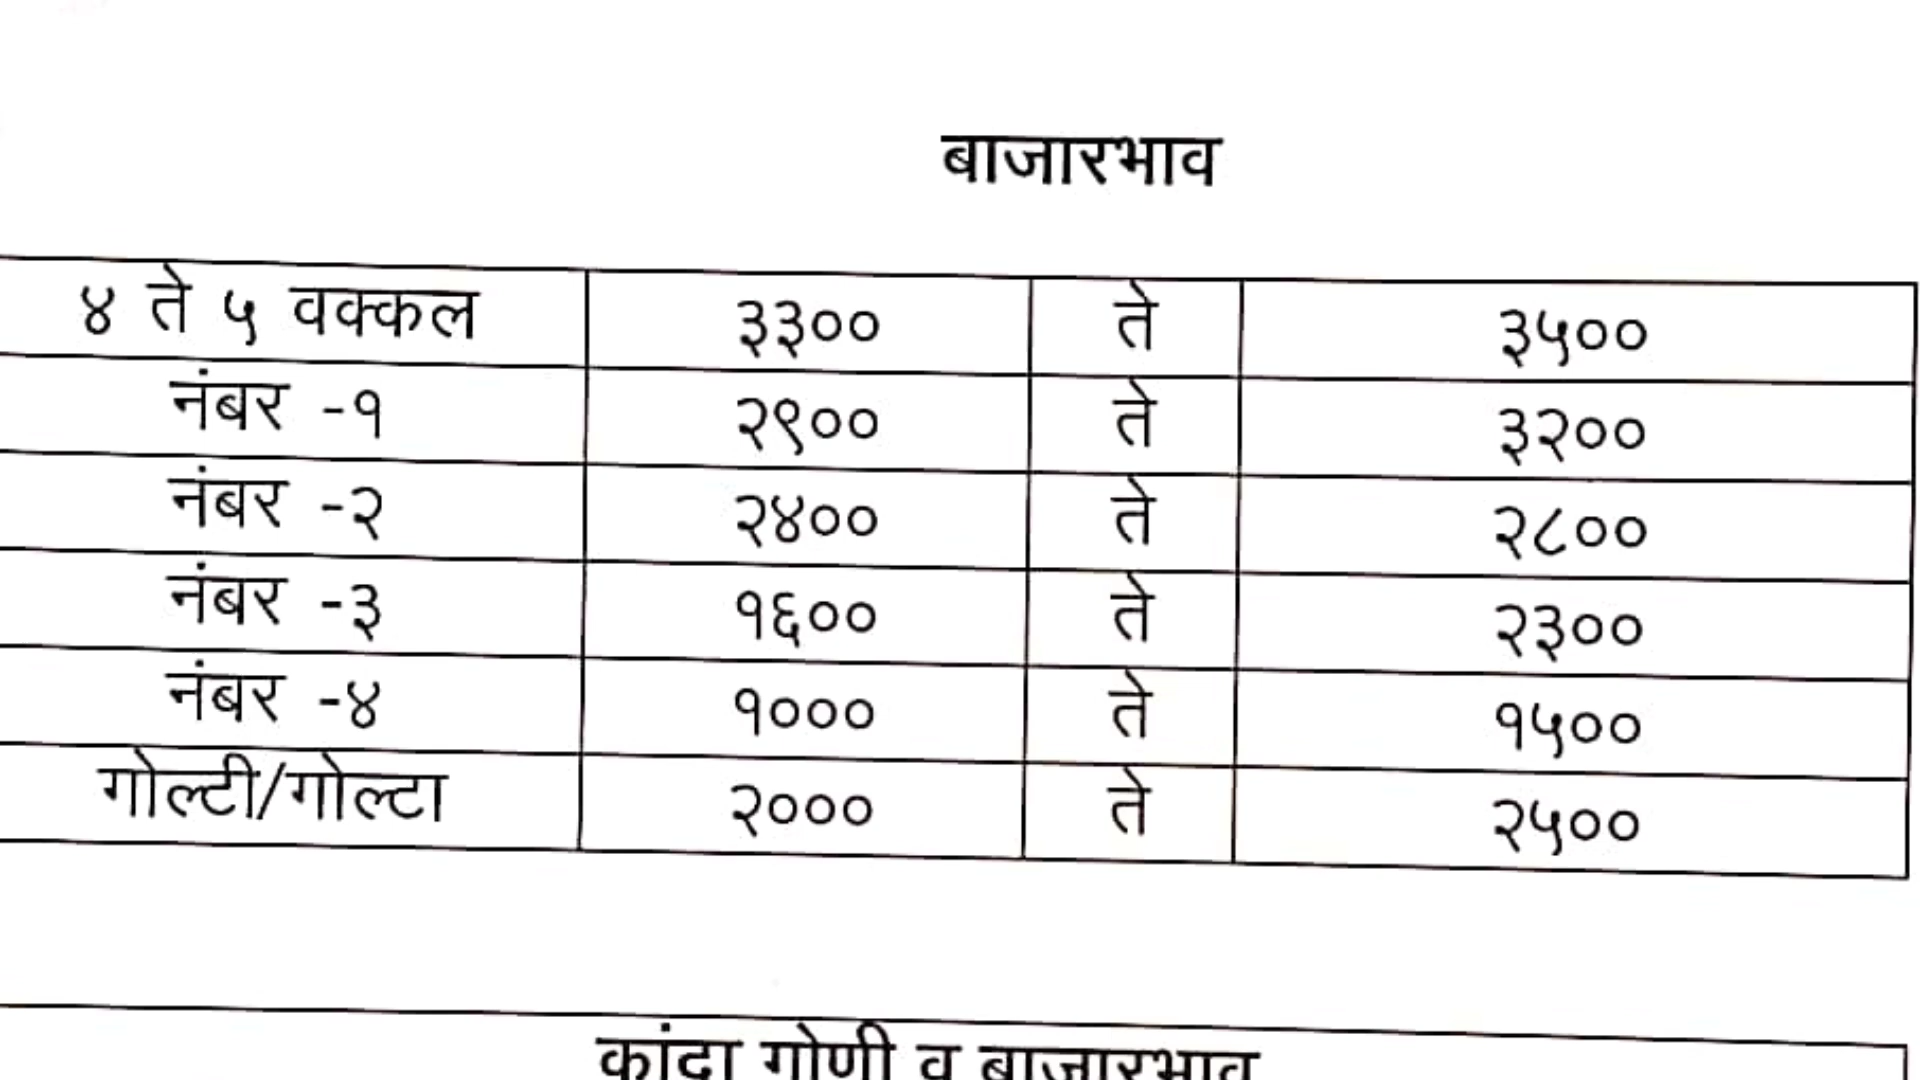 बाजारभाव
४ ते ५ वक्कल ३३०० ते ३५००
नंबर -१ २९०० ते ३२००
नंबर -२ २४०० ते २८००
नंबर -३ १६०० ते २३००
नंबर -४ १००० ते १५००
गोल्टी/गोल्टा २००० ते २५००
कांदा गोणी व बाजारभाव